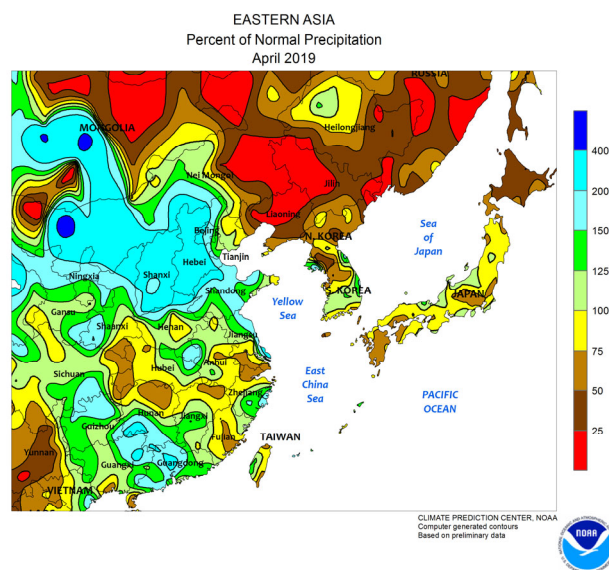 EASTERN ASIA
Percent of Normal Precipitation
April 2019
RUSSIA
MONGOLIA
Heilongjiang
Nei Mongol
Jilin
Liaoning
Beijing
N. KOREA
Sea
of
Japan
Tianjin
Hebei
Ningxia
Shanxi
Shandong
S. KOREA
JAPAN
Yellow
Sea
Gansu
Shaanxi
Henan
Jiangsu
Sichuan
Hubei
Anhui
East
China
Sea
Zhejiang
PACIFIC
OCEAN
Hunan
Jiangxi
Guizhou
Fujian
TAIWAN
Yunnan
Guangxi
Guangdong
VIETNAM
400
200
150
125
100
75
50
25
CLIMATE PREDICTION CENTER, NOAA
Computer generated contours
Based on preliminary data
NOAA